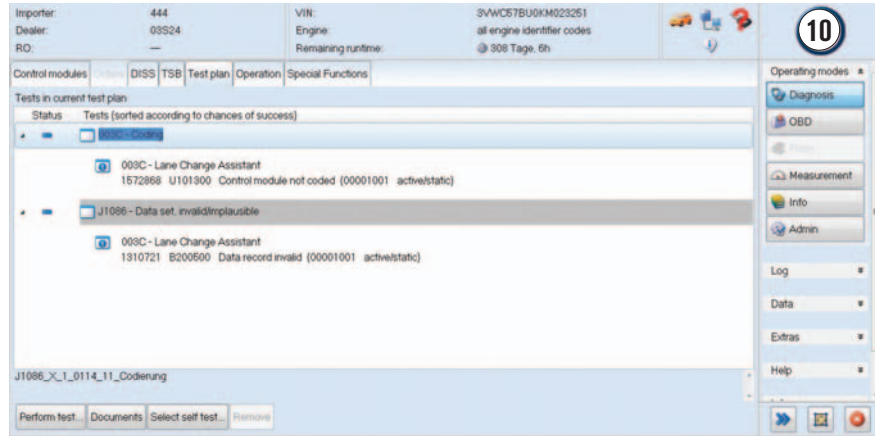 Importer: 444 VIN: 3VWC57BU0KM023251
Dealer: 03524 Engine: all engine identifier codes
RO: — Remaining runtime: 308 Tage, 6h
10
Control modules Orders DISS TSB Test plan Operation Special Functions
Operating modes
Tests in current test plan
Status Tests (sorted according to chances of success)
003C - Coding
003C - Lane Change Assistant
1572868 U101300 Control module not coded (00001001 active/static)
J1086 - Data set, invalid/implausible
003C - Lane Change Assistant
1310721 B200500 Data record invalid (00001001 active/static)
J1086_X_1_0114_11_Codierung
Perform test... Documents Select self test... Remove
Diagnosis
OBD
Measurement
Info
Admin
Log
Data
Extras
Help